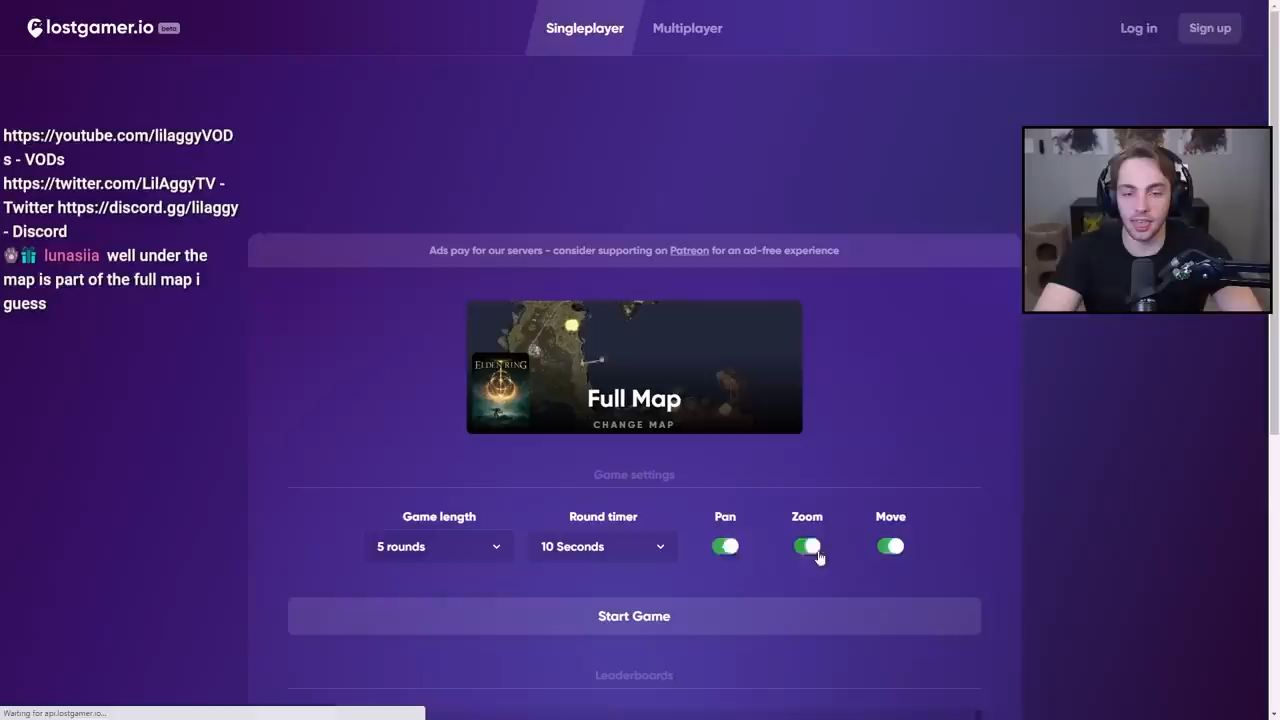 lostgamer.io beta
Singleplayer
Multiplayer
Log in
Sign up
https://youtube.com/lilaggyVOD
s - VODs
https://twitter.com/LilAggyTV -
Twitter https://discord.gg/lilaggy
- Discord
lunasiia well under the
map is part of the full map i
guess
Ads pay for our servers - consider supporting on Patreon for an ad-free experience
ELDEN RING
Full Map
CHANGE MAP
Game settings
Game length
Round timer
Pan
Zoom
Move
5 rounds
10 Seconds
Start Game
Leaderboards
Waiting for api.lostgamer.io...